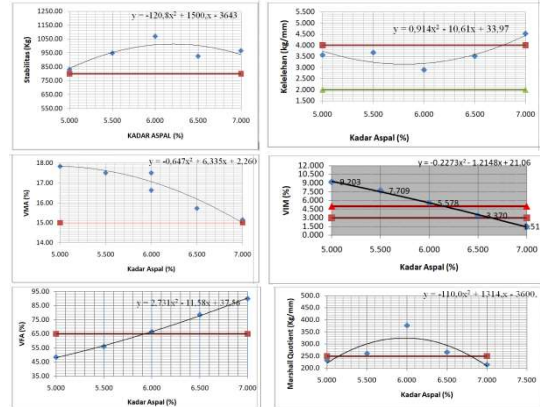 y = -120,8x² + 1500,x - 3643
Stabilitas (Kg)
1250.00
1150.00
1050.00
950.00
850.00
750.00
650.00
550.00
5.000 5.500 6.000 6.500 7.000
KADAR ASPAL (%)
y = 0,914x² - 10,61x + 33,97
Kelelehan (kg/mm)
5.500
5.000
4.500
4.000
3.500
3.000
2.500
2.000
1.500
5.000 5.500 6.000 6.500 7.000
Kadar Aspal (%)
y = -0,647x² + 6,335x + 2,260
VMA (%)
18.00
17.00
16.00
15.00
14.00
5.000 5.500 6.000 6.500 7.000
Kadar Aspal (%)
y = -0.2273x² - 1.2148x + 21.06
VIM (%)
12.000
10.500
9.000
7.500
6.000
4.500
3.000
1.500
0.000
9.203
7.709
5.578
3.370
51
5.000 5.500 6.000 6.500 7.000
Kadar Aspal (%)
y = 2,731x² - 11.58x + 37.56
VFA (%)
95.00
85.00
75.00
65.00
55.00
45.00
35.00
5.000 5.500 6.000 6.500 7.000
Kadar Aspal (%)
y = -110,0x² + 1314,x - 3600,
Marshall Quotient (Kg/mm)
500.0
450.0
400.0
350.0
300.0
250.0
200.0
5.000 5.500 6.000 6.500 7.000 7.500
Kadar Aspal (%)